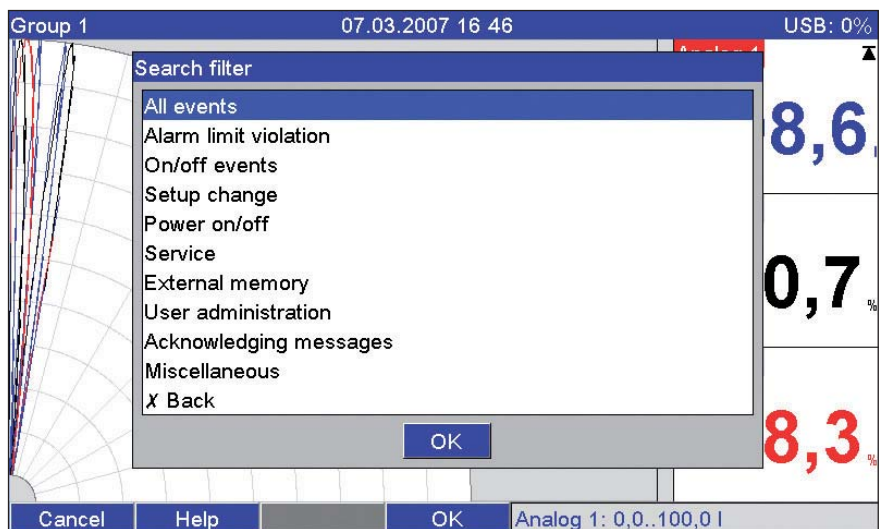 Group 1 07.03.2007 16 46 USB: 0%
Search filter
All events
Alarm limit violation
On/off events
Setup change
Power on/off
Service
External memory
User administration
Acknowledging messages
Miscellaneous
✗ Back
OK
8,6
0,7 %
8,3 %
Cancel Help OK Analog 1: 0,0..100,0 l